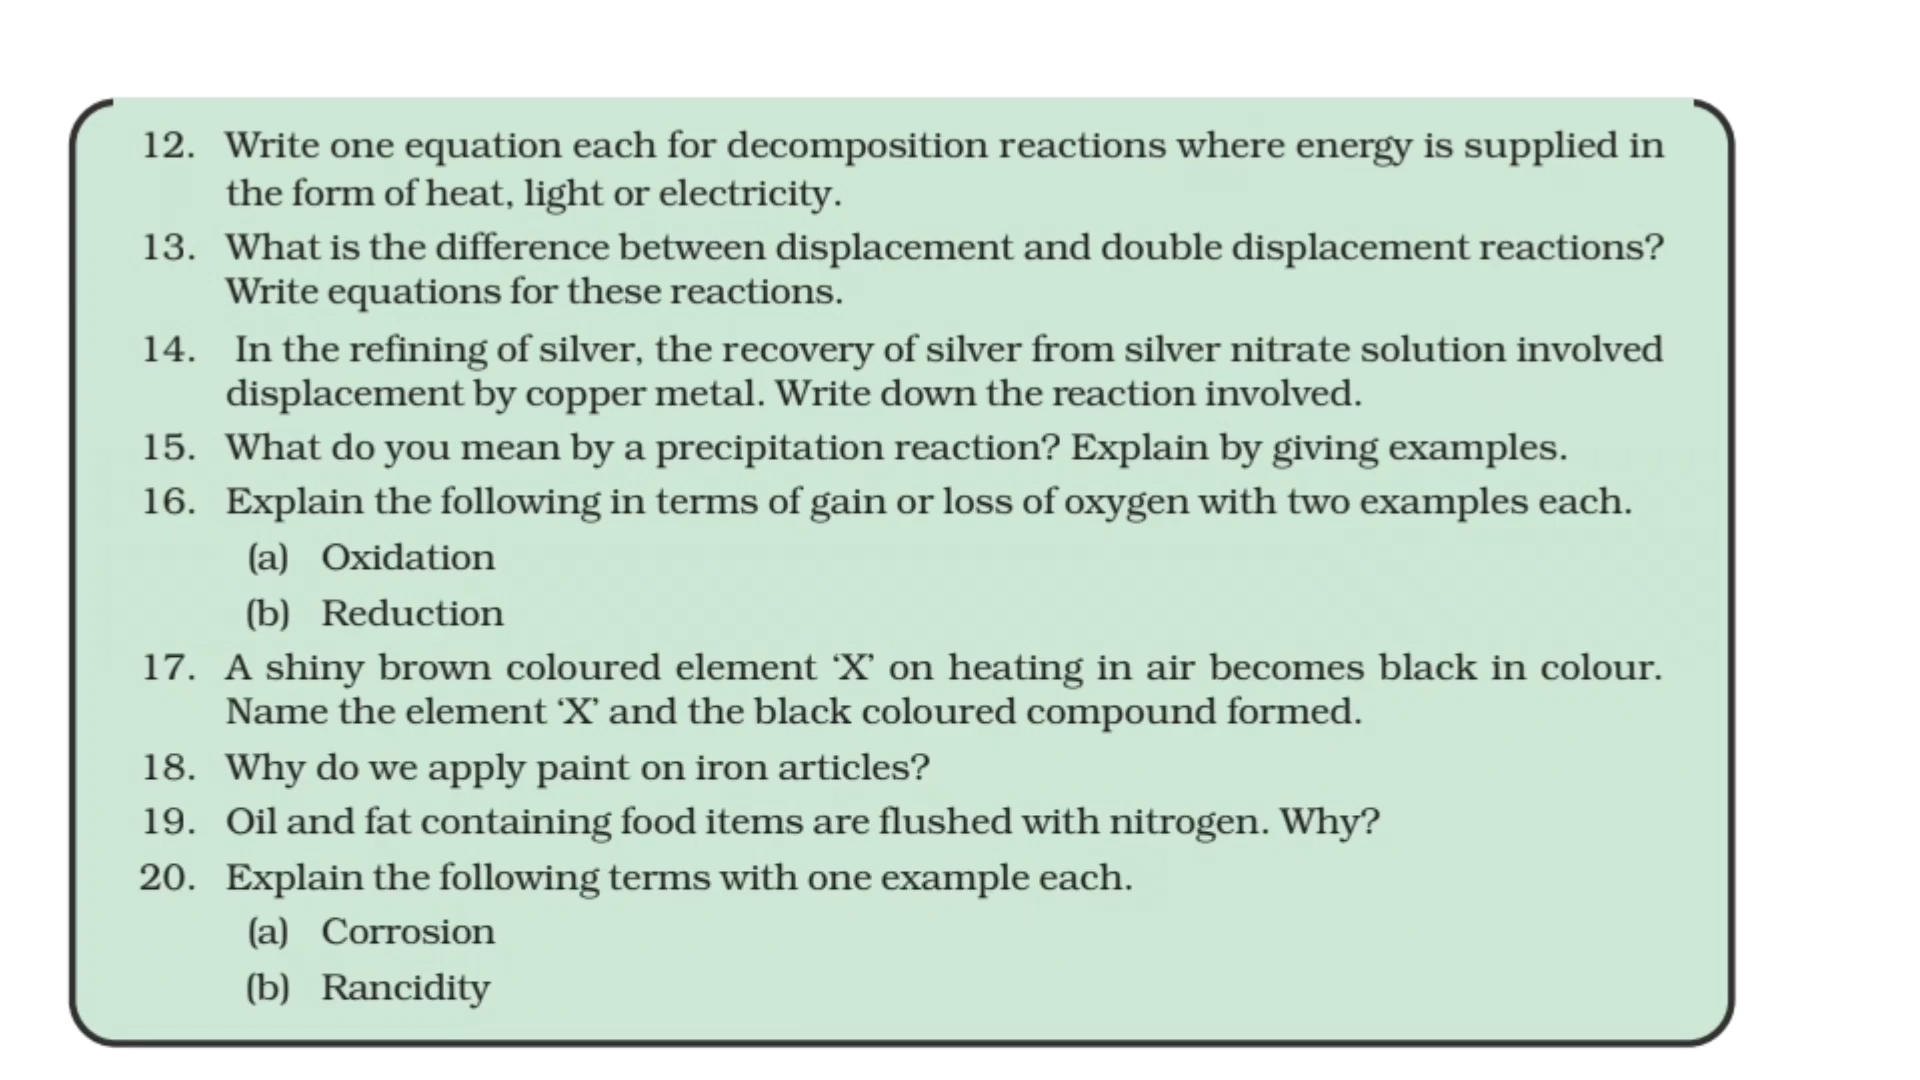 12. Write one equation each for decomposition reactions where energy is supplied in
the form of heat, light or electricity.
13. What is the difference between displacement and double displacement reactions?
Write equations for these reactions.
14. In the refining of silver, the recovery of silver from silver nitrate solution involved
displacement by copper metal. Write down the reaction involved.
15. What do you mean by a precipitation reaction? Explain by giving examples.
16. Explain the following in terms of gain or loss of oxygen with two examples each.
(a) Oxidation
(b) Reduction
17. A shiny brown coloured element ‘X’ on heating in air becomes black in colour.
Name the element ‘X’ and the black coloured compound formed.
18. Why do we apply paint on iron articles?
19. Oil and fat containing food items are flushed with nitrogen. Why?
20. Explain the following terms with one example each.
(a) Corrosion
(b) Rancidity